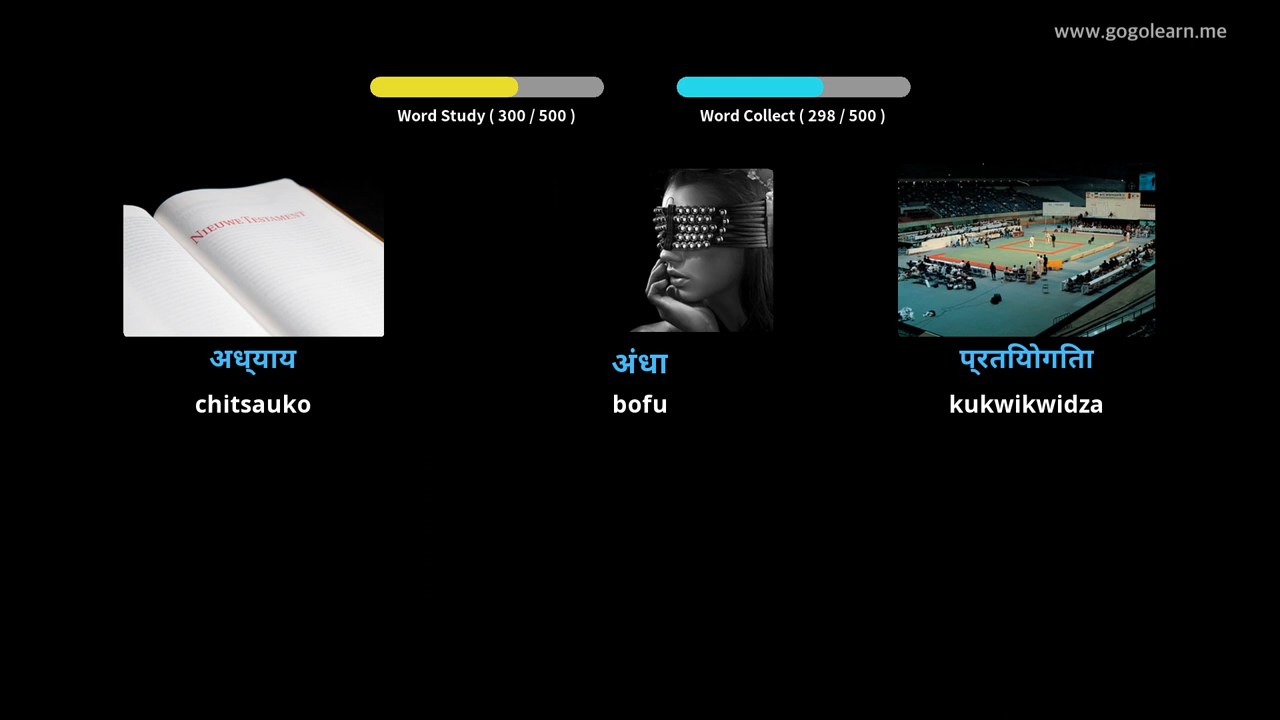 www.gogolearn.me
Word Study ( 300 / 500 )
Word Collect ( 298 / 500 )
NIEUWE TESTAMENT
अध्याय
अंधा
प्रतियोगिता
chitsauko
bofu
kukwikwidza